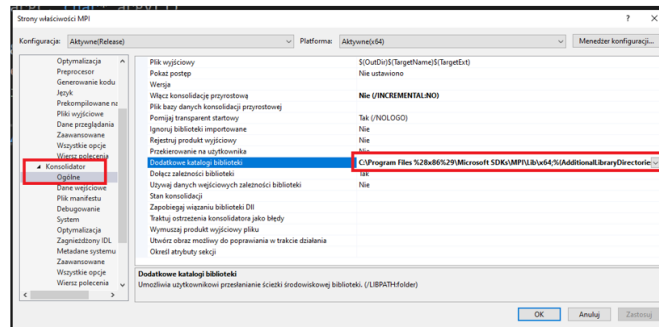 Strony właściwości MPI
? ×
Konfiguracja: Aktywne(Release) Platforma: Aktywne(x64) Menedżer konfiguracji...
Optymalizacja
Preprocesor
Generowanie kodu
Język
Prekompilowane na
Pliki wyjściowe
Dane przeglądania
Zaawansowane
Wszystkie opcje
Wiersz polecenia
Konsolidator
Ogólne
Dane wejściowe
Plik manifestu
Debugowanie
System
Optymalizacja
Zagnieżdżony IDL
Metadane systemu
Zaawansowane
Wszystkie opcje
Wiersz polecenia
Plik wyjściowy $(OutDir)$(TargetName)$(TargetExt)
Pokaż postęp Nie ustawiono
Wersja
Włącz konsolidację przyrostową Nie (/INCREMENTAL:NO)
Plik bazy danych konsolidacji przyrostowej
Pomijaj transparent startowy Tak (/NOLOGO)
Ignoruj biblioteki importowane Nie
Rejestruj produkt wyjściowy Nie
Przekierowanie na użytkownika Nie
Dodatkowe katalogi biblioteki C:\Program Files %28x86%29\Microsoft SDKs\MPI\Lib\x64;%(AdditionalLibraryDirectorie
Dołącz zależności biblioteki Tak
Używaj danych wejściowych zależności biblioteki Nie
Stan konsolidacji
Zapobiegaj wiązaniu biblioteki Dll
Traktuj ostrzeżenia konsolidatora jako błędy
Wymuszaj produkt wyjściowy pliku
Utwórz obraz możliwy do poprawiania w trakcie działania
Określ atrybuty sekcji
Dodatkowe katalogi biblioteki
Umożliwia użytkownikowi przesłanianie ścieżki środowiskowej biblioteki. (/LIBPATH:folder)
OK Anuluj Zastosuj